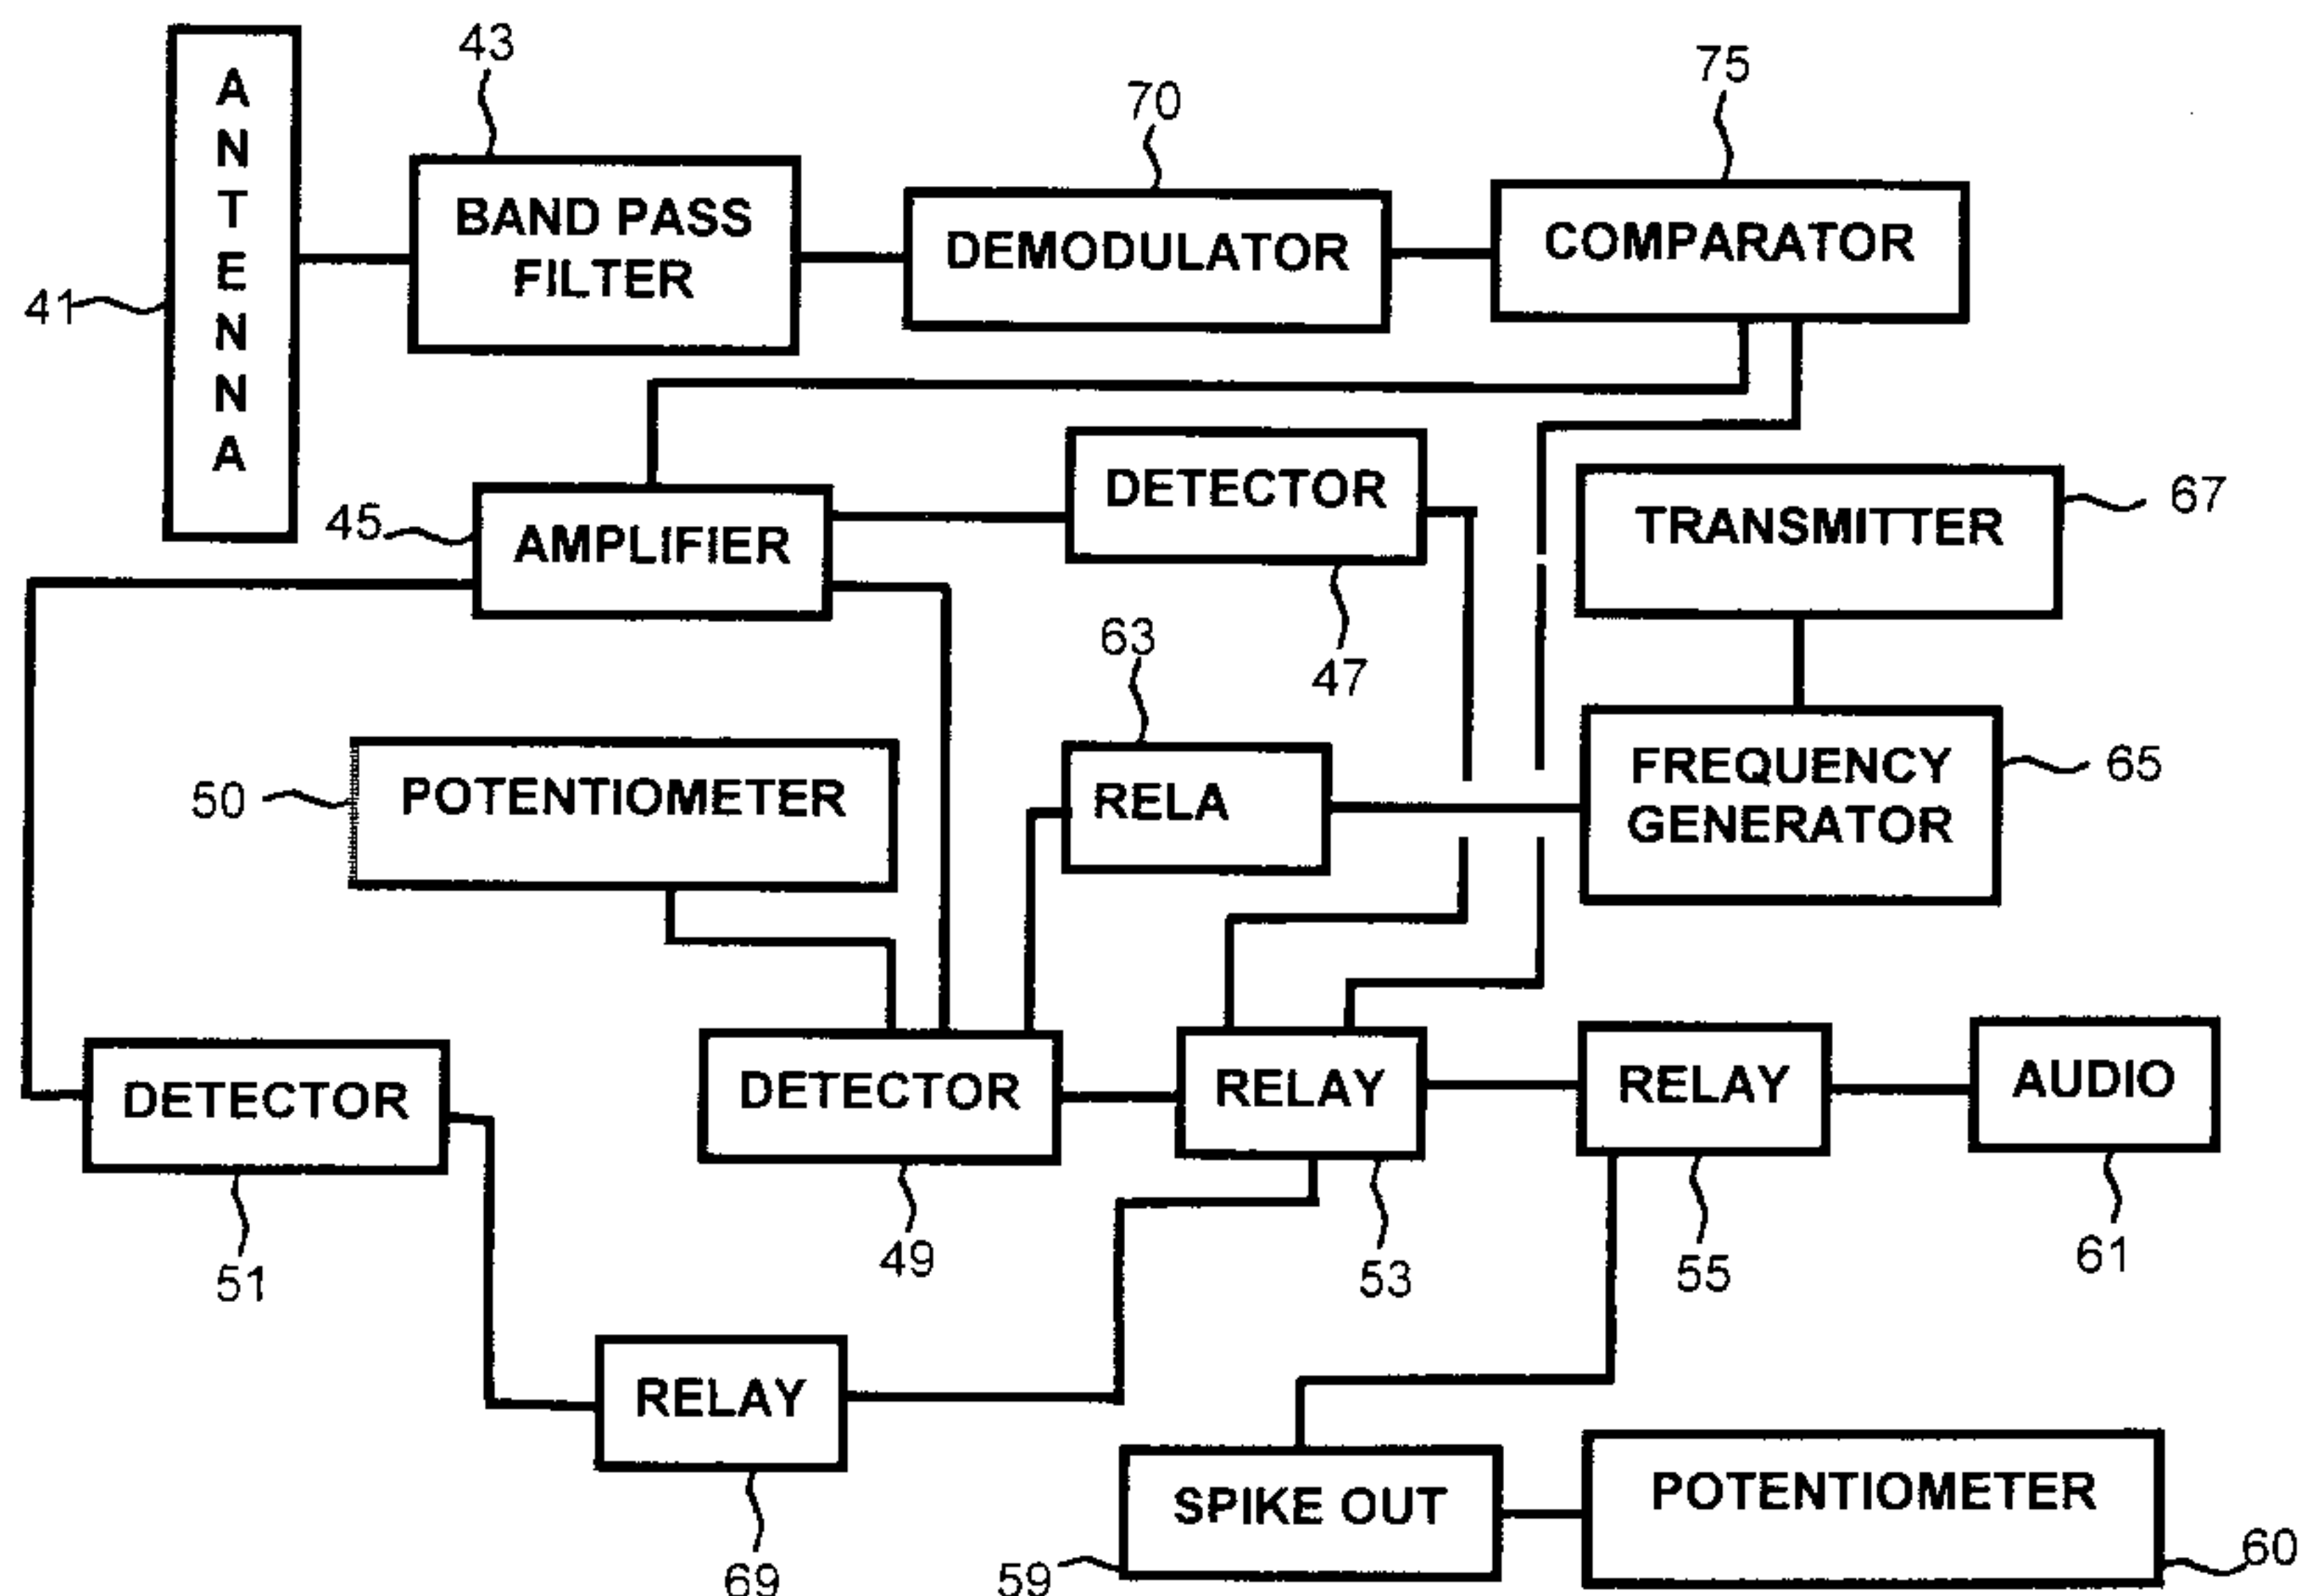 43
75
70
A
N
T
E
N
N
A
BAND PASS
FILTER
DEMODULATOR
COMPARATOR
41
DETECTOR
67
TRANSMITTER
45
AMPLIFIER
63
47
50
POTENTIOMETER
RELA
FREQUENCY
GENERATOR
65
DETECTOR
DETECTOR
RELAY
RELAY
AUDIO
51
49
53
55
61
RELAY
SPIKE OUT
POTENTIOMETER
69
59
60